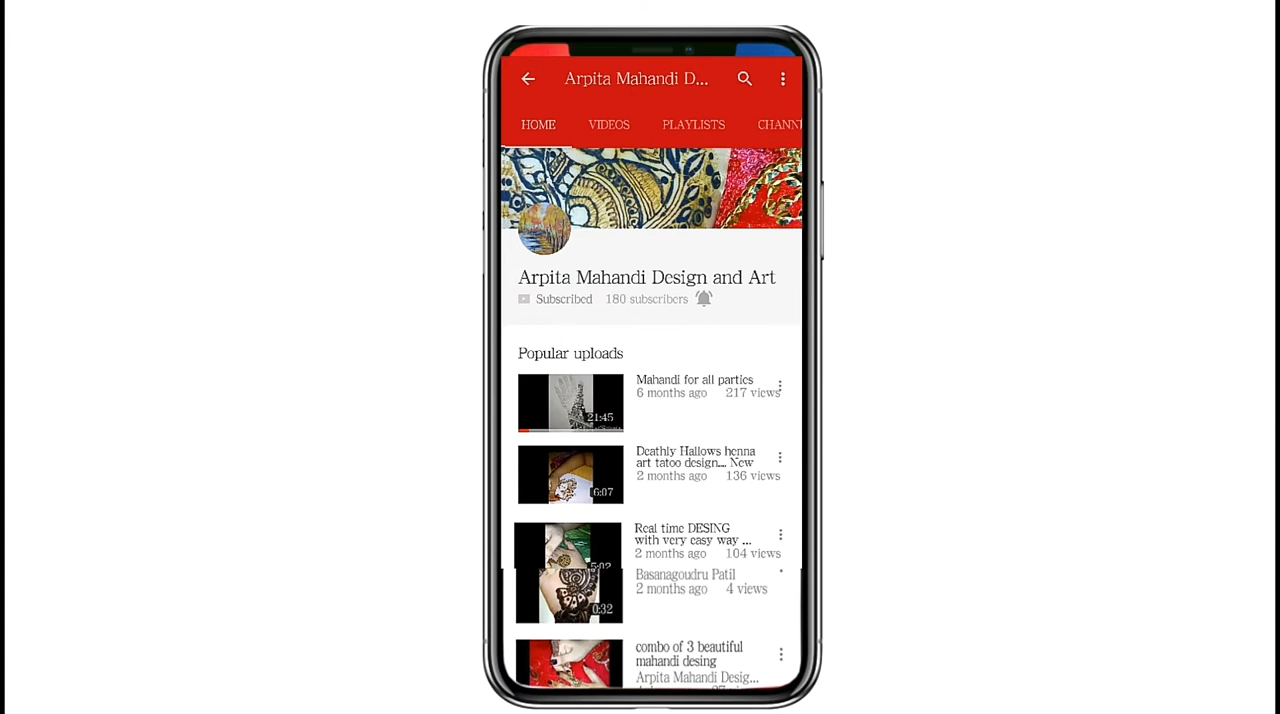 Arpita Mahandi D...
HOME VIDEOS PLAYLISTS CHANN
Arpita Mahandi Design and Art
Subscribed 180 subscribers
Popular uploads
Mahandi for all parties
6 months ago 217 views
21:45
Deathly Hallows henna
art tatoo design.... New
2 months ago 136 views
6:07
Real time DESING
with very easy way ...
2 months ago 104 views
5:02
Basanagoudru Patil
2 months ago 4 views
0:32
combo of 3 beautiful
mahandi desing
Arpita Mahandi Desig...